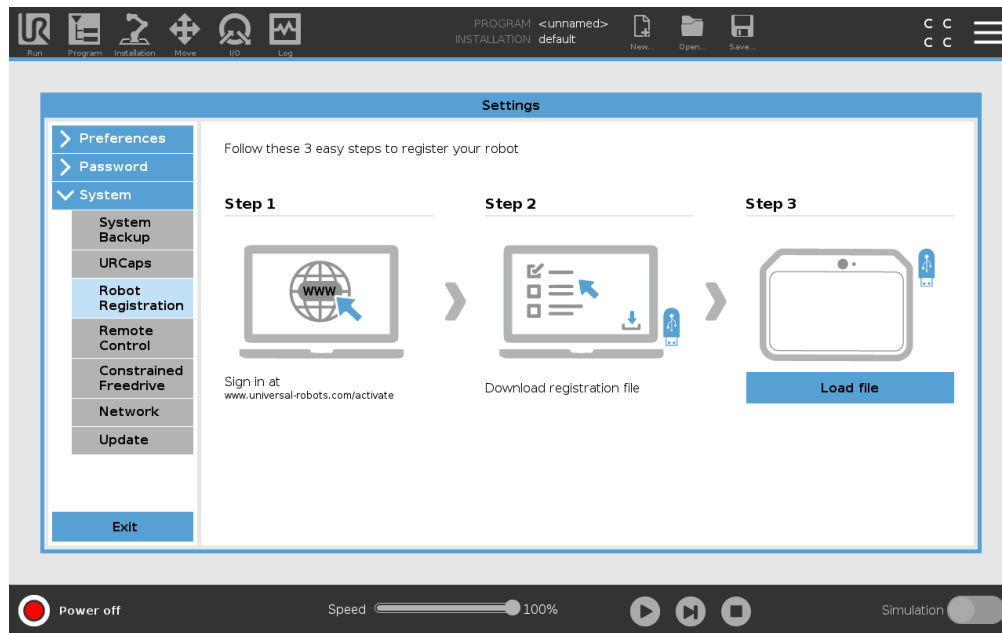 PROGRAM <unnamed>
INSTALLATION default
UR
Run
Program
Installation
Move
I/O
Log
New...
Open...
Save...
C C
C C
Settings
Preferences
Password
System
System
Backup
URCaps
Robot
Registration
Remote
Control
Constrained
Freedrive
Network
Update
Exit
Follow these 3 easy steps to register your robot
Step 1
www
Sign in at
www.universal-robots.com/activate
Step 2
Download registration file
Step 3
Load file
Power off
Speed
100%
Simulation